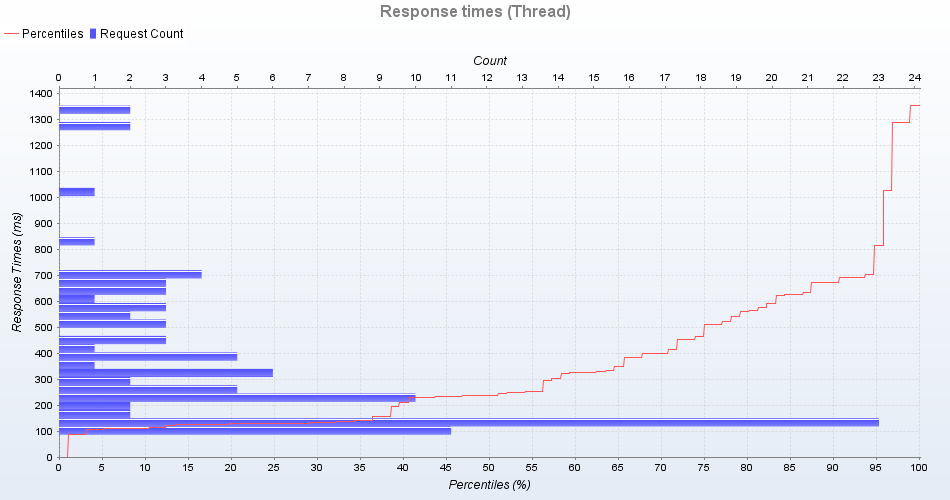 Response times (Thread)
Percentiles Request Count
Count
0 1 2 3 4 5 6 7 8 9 10 11 12 13 14 15 16 17 18 19 20 21 22 23 24
1400
1300
1200
1100
1000
900
800
700
600
500
400
300
200
100
0
Response Times (ms)
0 5 10 15 20 25 30 35 40 45 50 55 60 65 70 75 80 85 90 95 100
Percentiles (%)